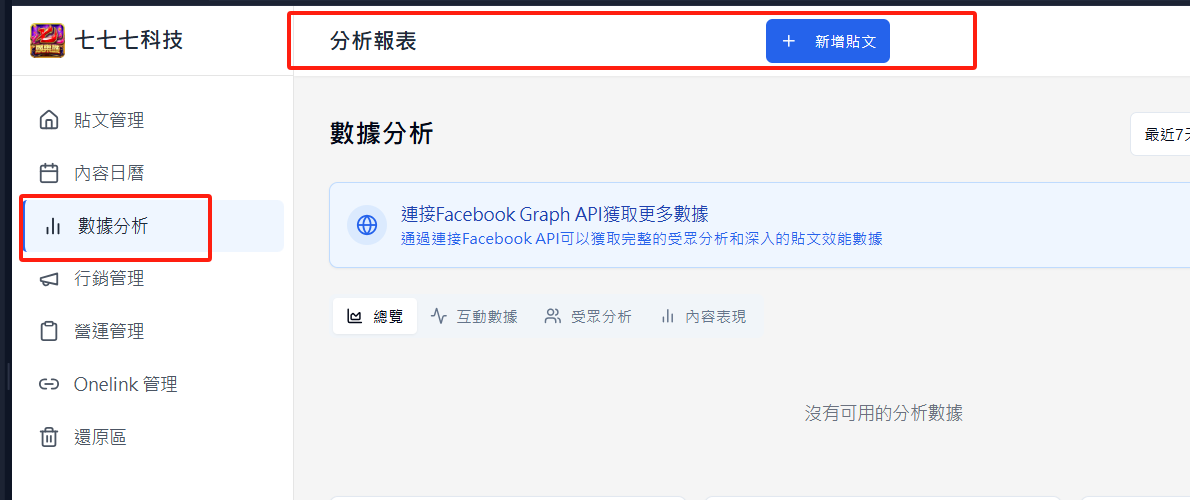 七七七科技
分析報表
+ 新增貼文
貼文管理
內容日曆
數據分析
行銷管理
營運管理
Onelink 管理
還原區
數據分析
最近7天
連接Facebook Graph API獲取更多數據
通過連接Facebook API可以獲取完整的受眾分析和深入的貼文效能數據
總覽 互動數據 受眾分析 內容表現
沒有可用的分析數據